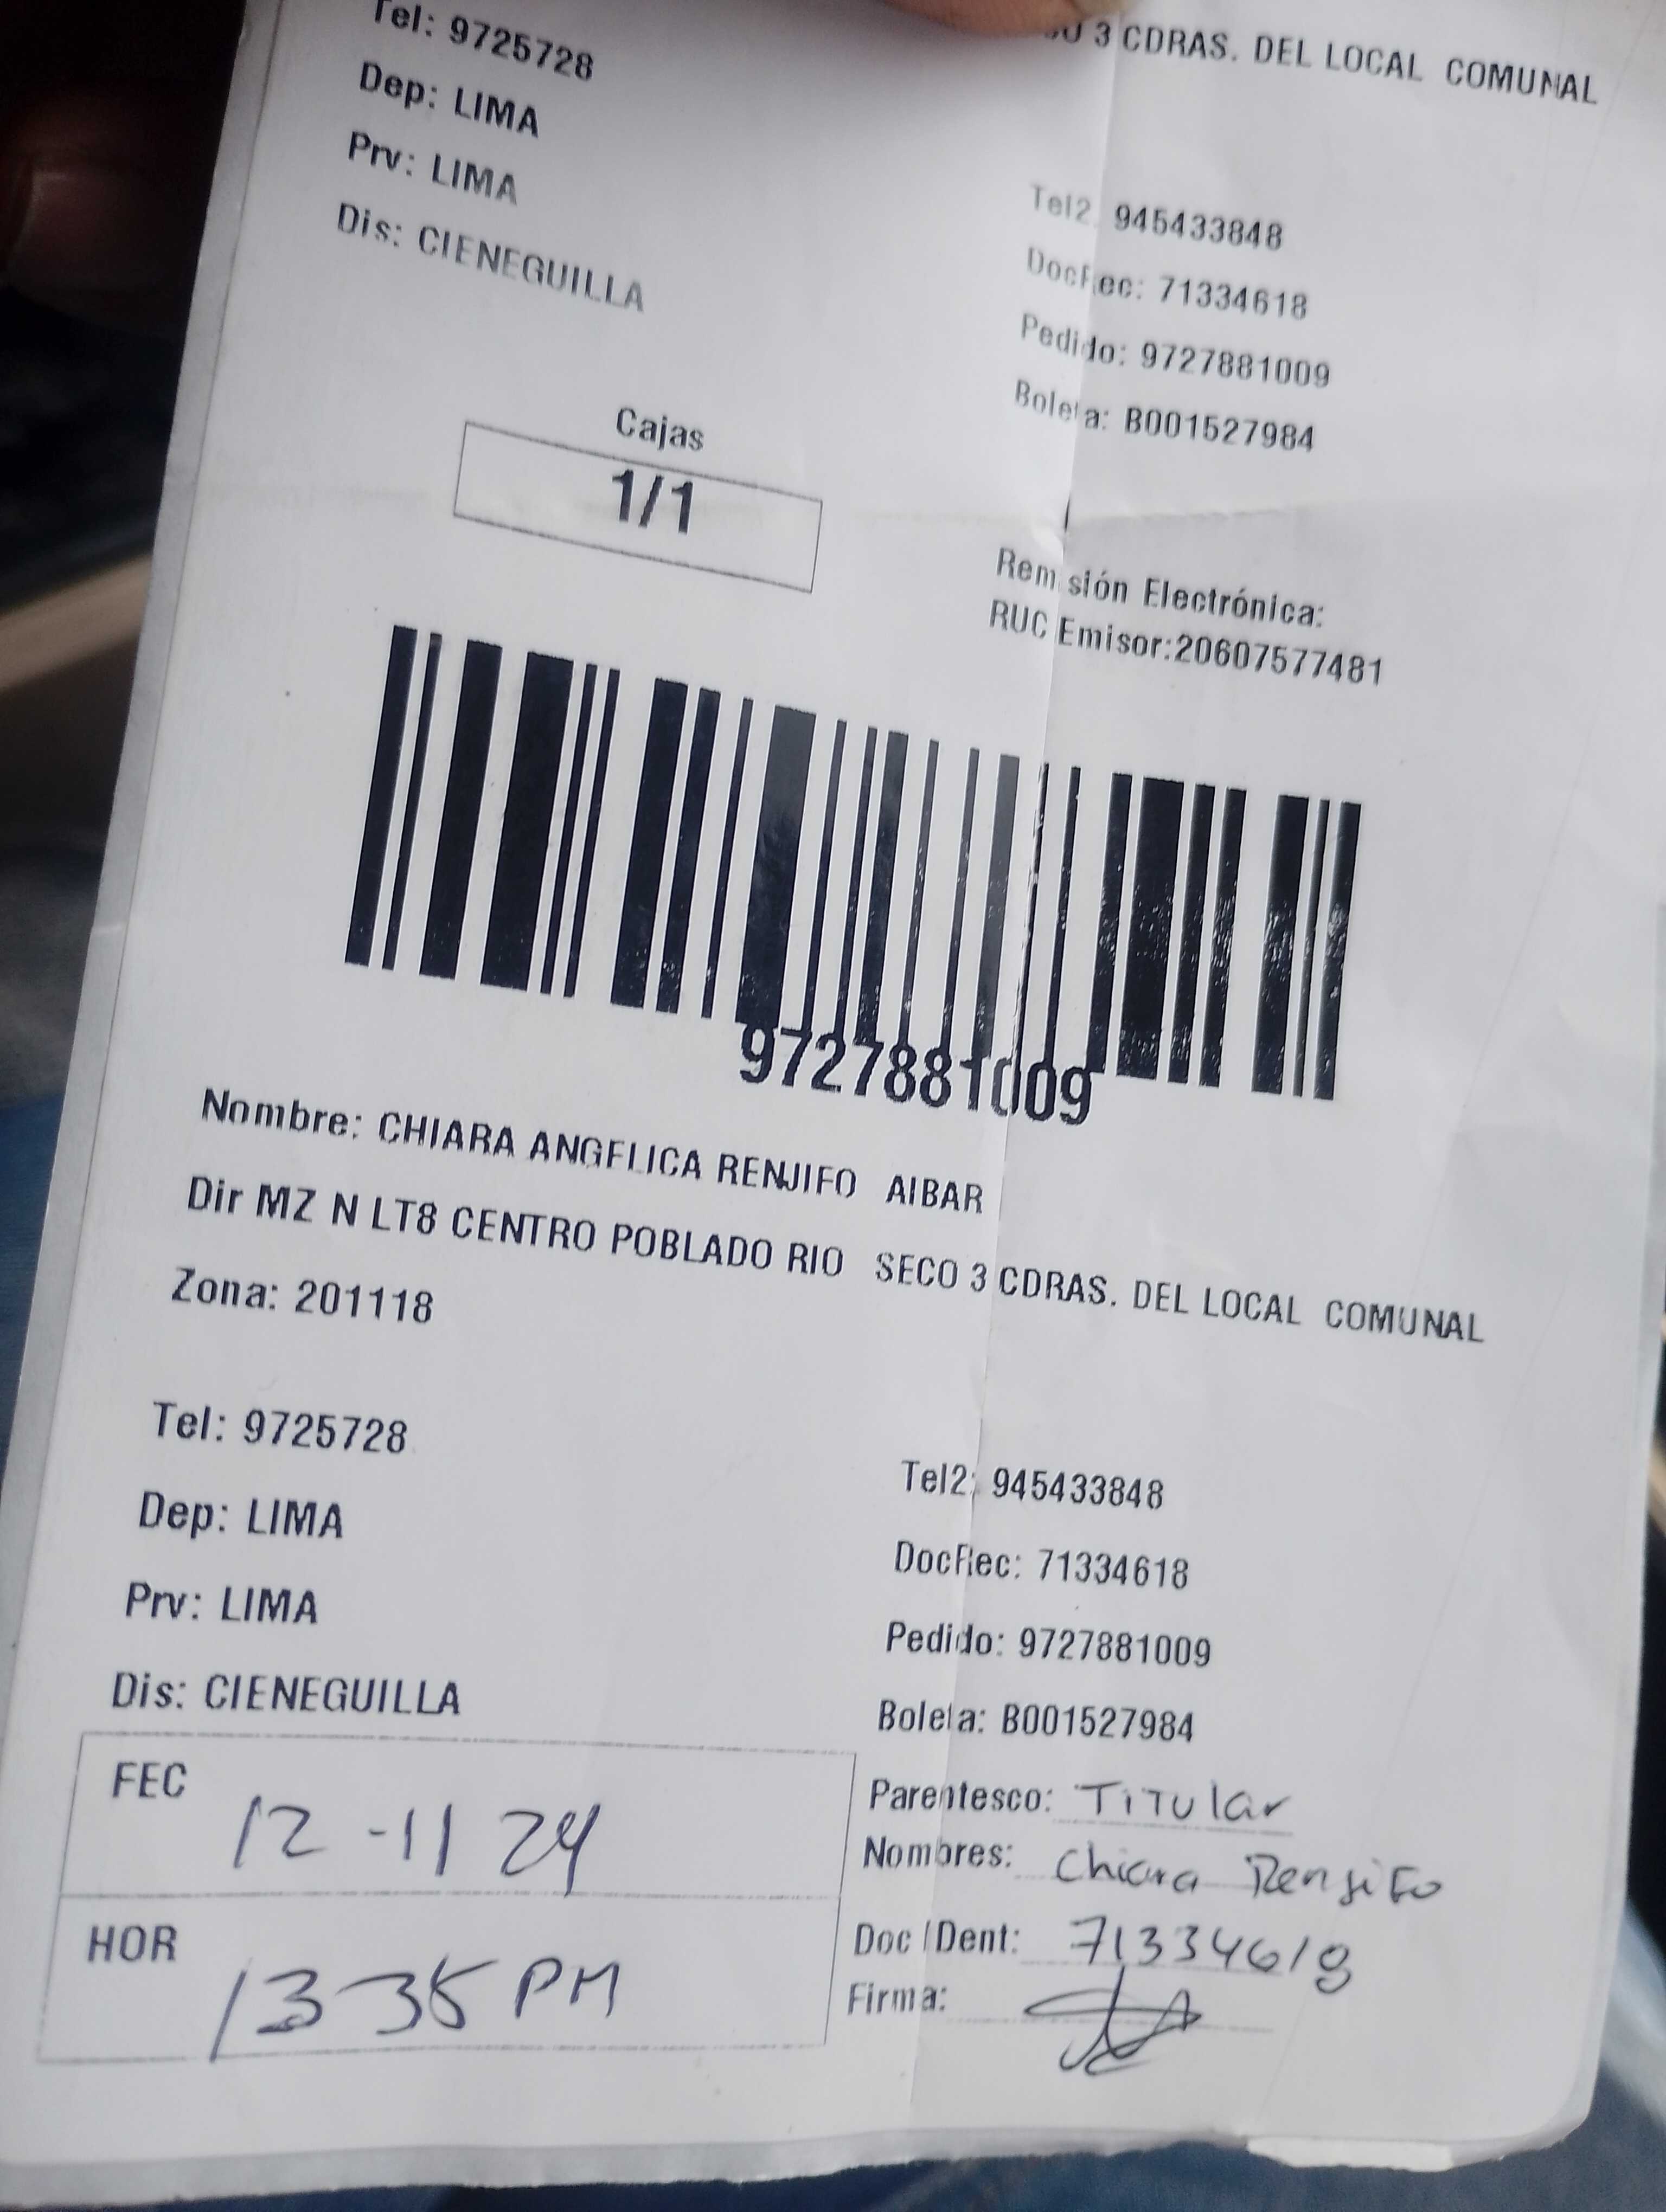 Tel: 9725728
3 CDRAS. DEL LOCAL COMUNAL
Dep: LIMA
Prv: LIMA
Dis: CIENEGUILLA
Tel2 945433848
DocRec: 71334618
Pedido: 9727881009
Boleta: B001527984
Cajas
1/1
Remisión Electrónica:
RUC Emisor:20607577481
9727881009
Nombre: CHIARA ANGELICA RENJIFO AIBAR
Dir MZ N LT8 CENTRO POBLADO RIO SECO 3 CDRAS. DEL LOCAL COMUNAL
Zona: 201118
Tel: 9725728
Dep: LIMA
Prv: LIMA
Dis: CIENEGUILLA
Tel2: 945433848
DocRec: 71334618
Pedido: 9727881009
Boleta: B001527984
FEC 12-11 24
HOR 13 35 PM
Parentesco: Titular
Nombres: Chiara Renjifo
Doc IDent: 71334618
Firma: